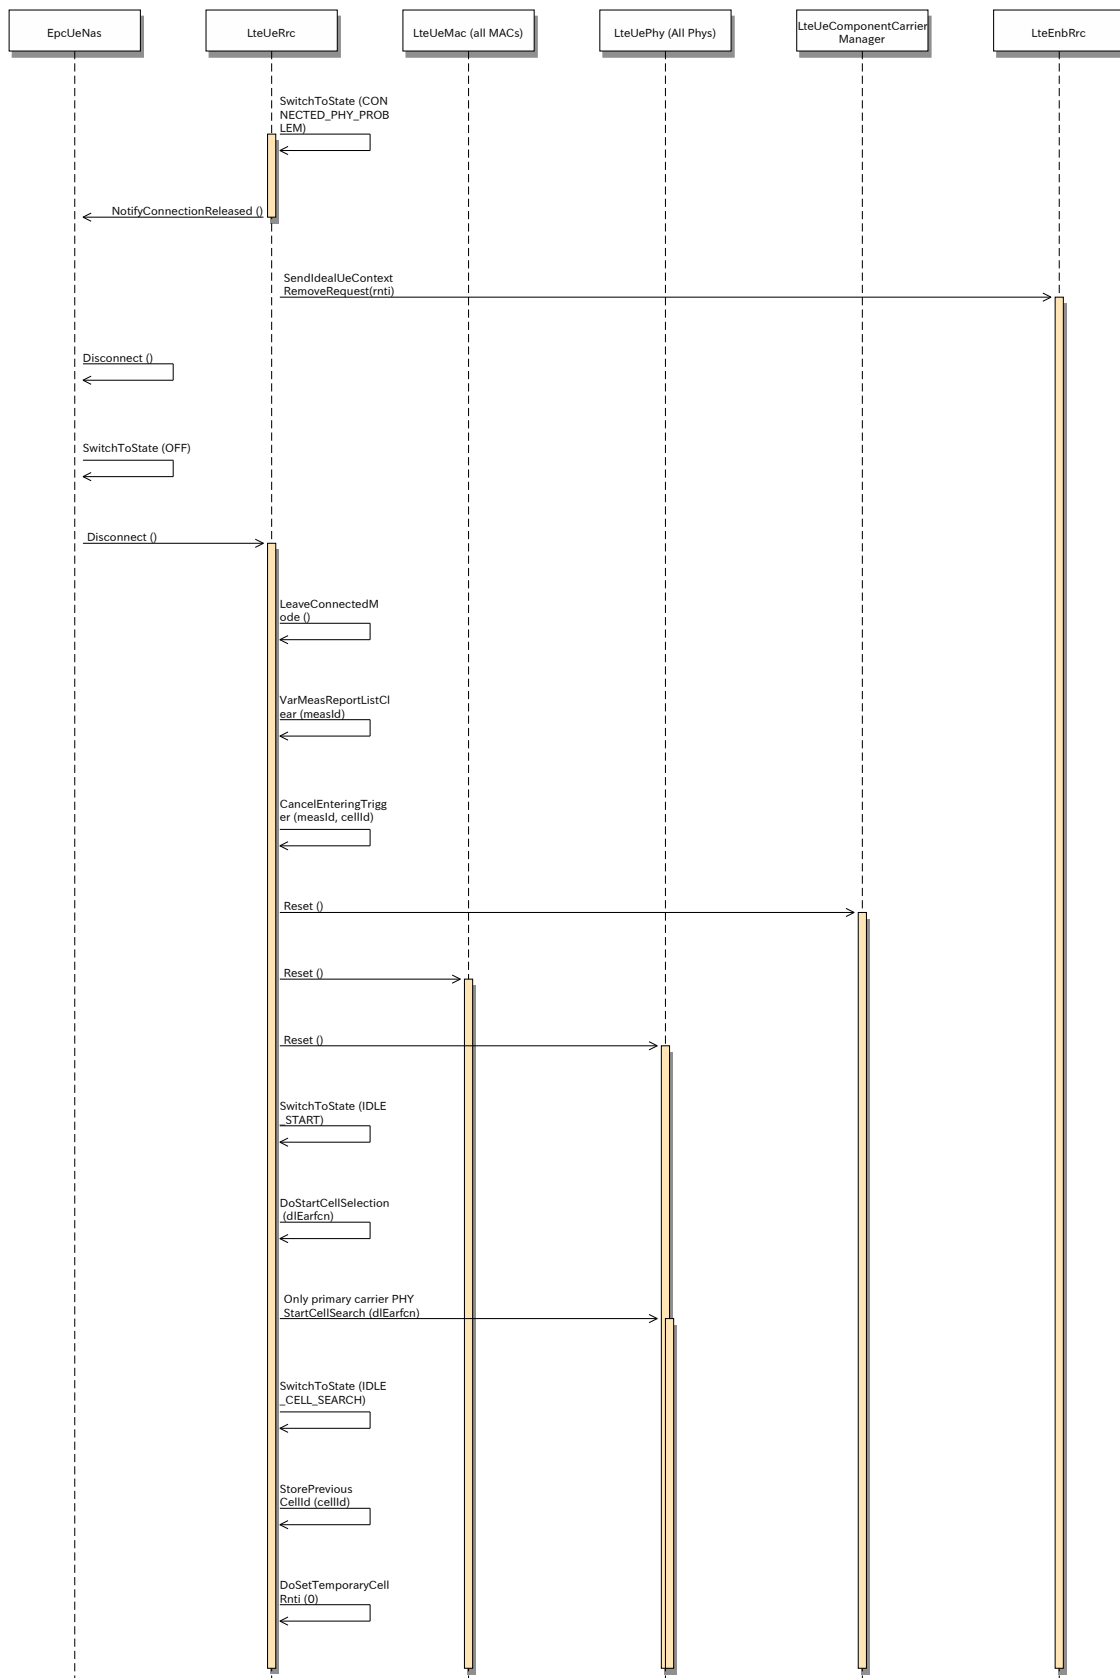 EpcUeNas
LteUeRrc
LteUeMac (all MACs)
LteUePhy (All Phys)
LteUeComponentCarrier
Manager
LteEnbRrc
SwitchToState (CON
NECTED_PHY_PROB
LEM)
NotifyConnectionReleased ()
SendIdealUeContext
RemoveRequest(rnti)
Disconnect ()
SwitchToState (OFF)
Disconnect ()
LeaveConnectedM
ode ()
VarMeasReportListCl
ear (measId)
CancelEnteringTrigg
er (measId, cellId)
Reset ()
Reset ()
Reset ()
SwitchToState (IDLE
_START)
DoStartCellSelection
(dlEarfcn)
Only primary carrier PHY
StartCellSearch (dlEarfcn)
SwitchToState (IDLE
_CELL_SEARCH)
StorePrevious
CellId (cellId)
DoSetTemporaryCell
Rnti (0)